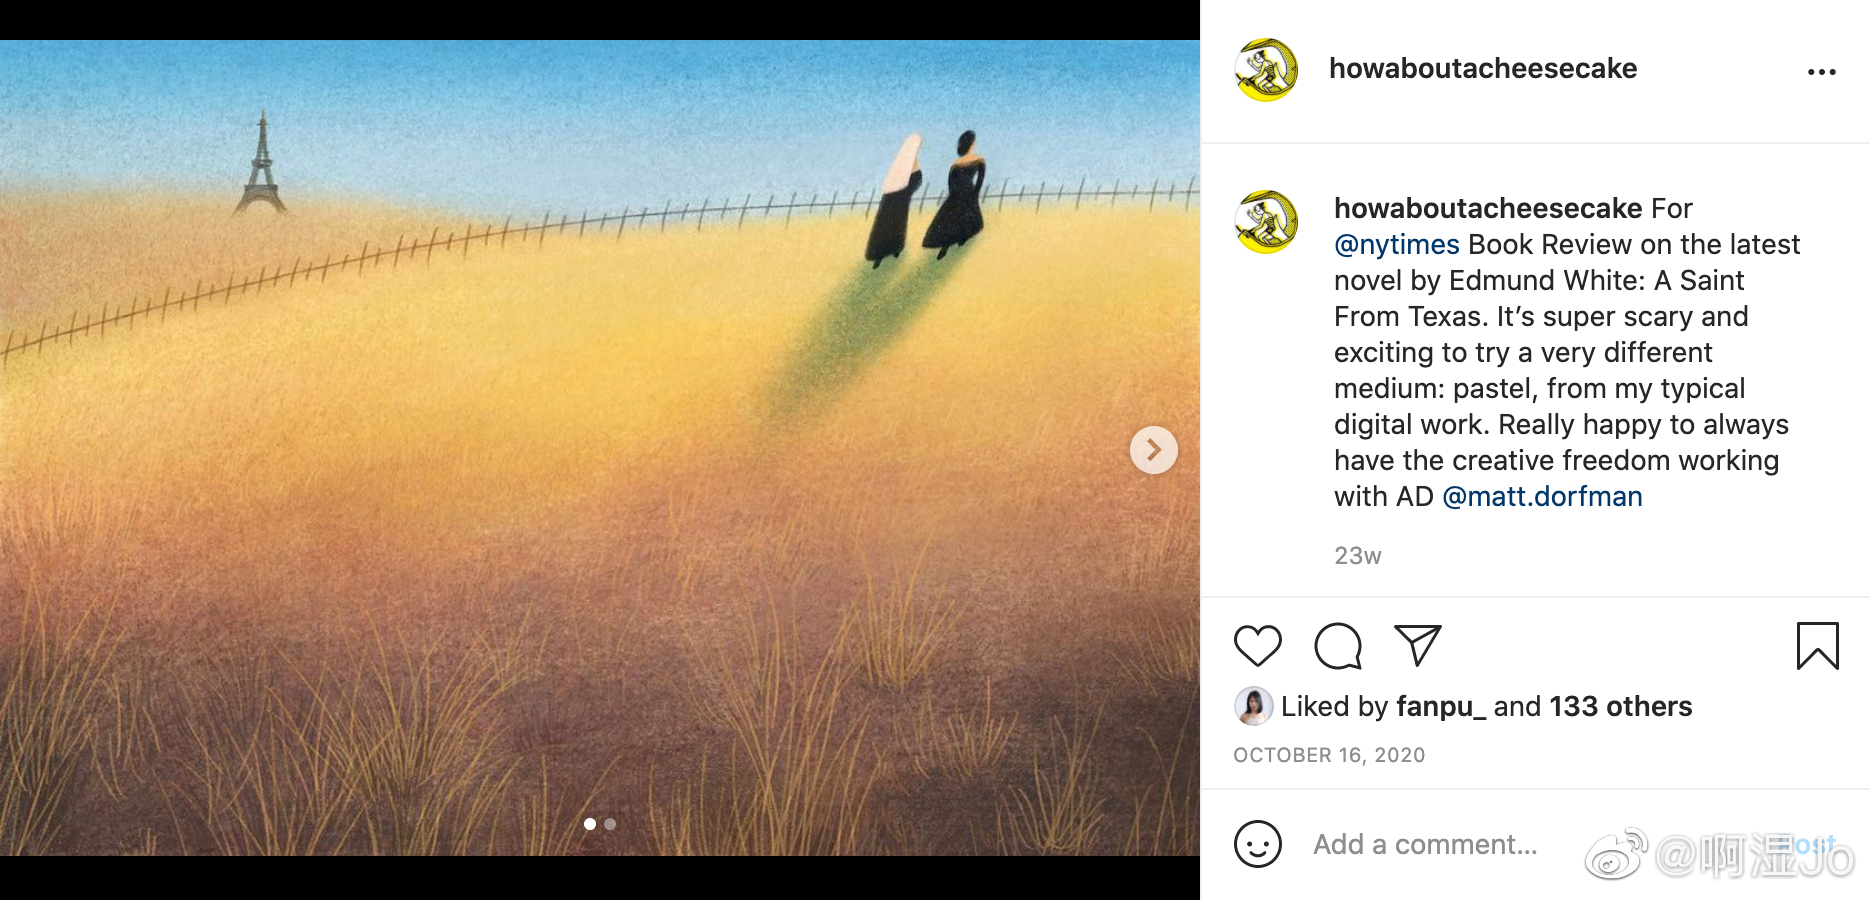 howaboutacheesecake
howaboutacheesecake For
@nytimes Book Review on the latest
novel by Edmund White: A Saint
From Texas. It’s super scary and
exciting to try a very different
medium: pastel, from my typical
digital work. Really happy to always
have the creative freedom working
with AD @matt.dorfman
23w
Liked by fanpu_ and 133 others
OCTOBER 16, 2020
Add a comment...
Post
@啊湿Jo